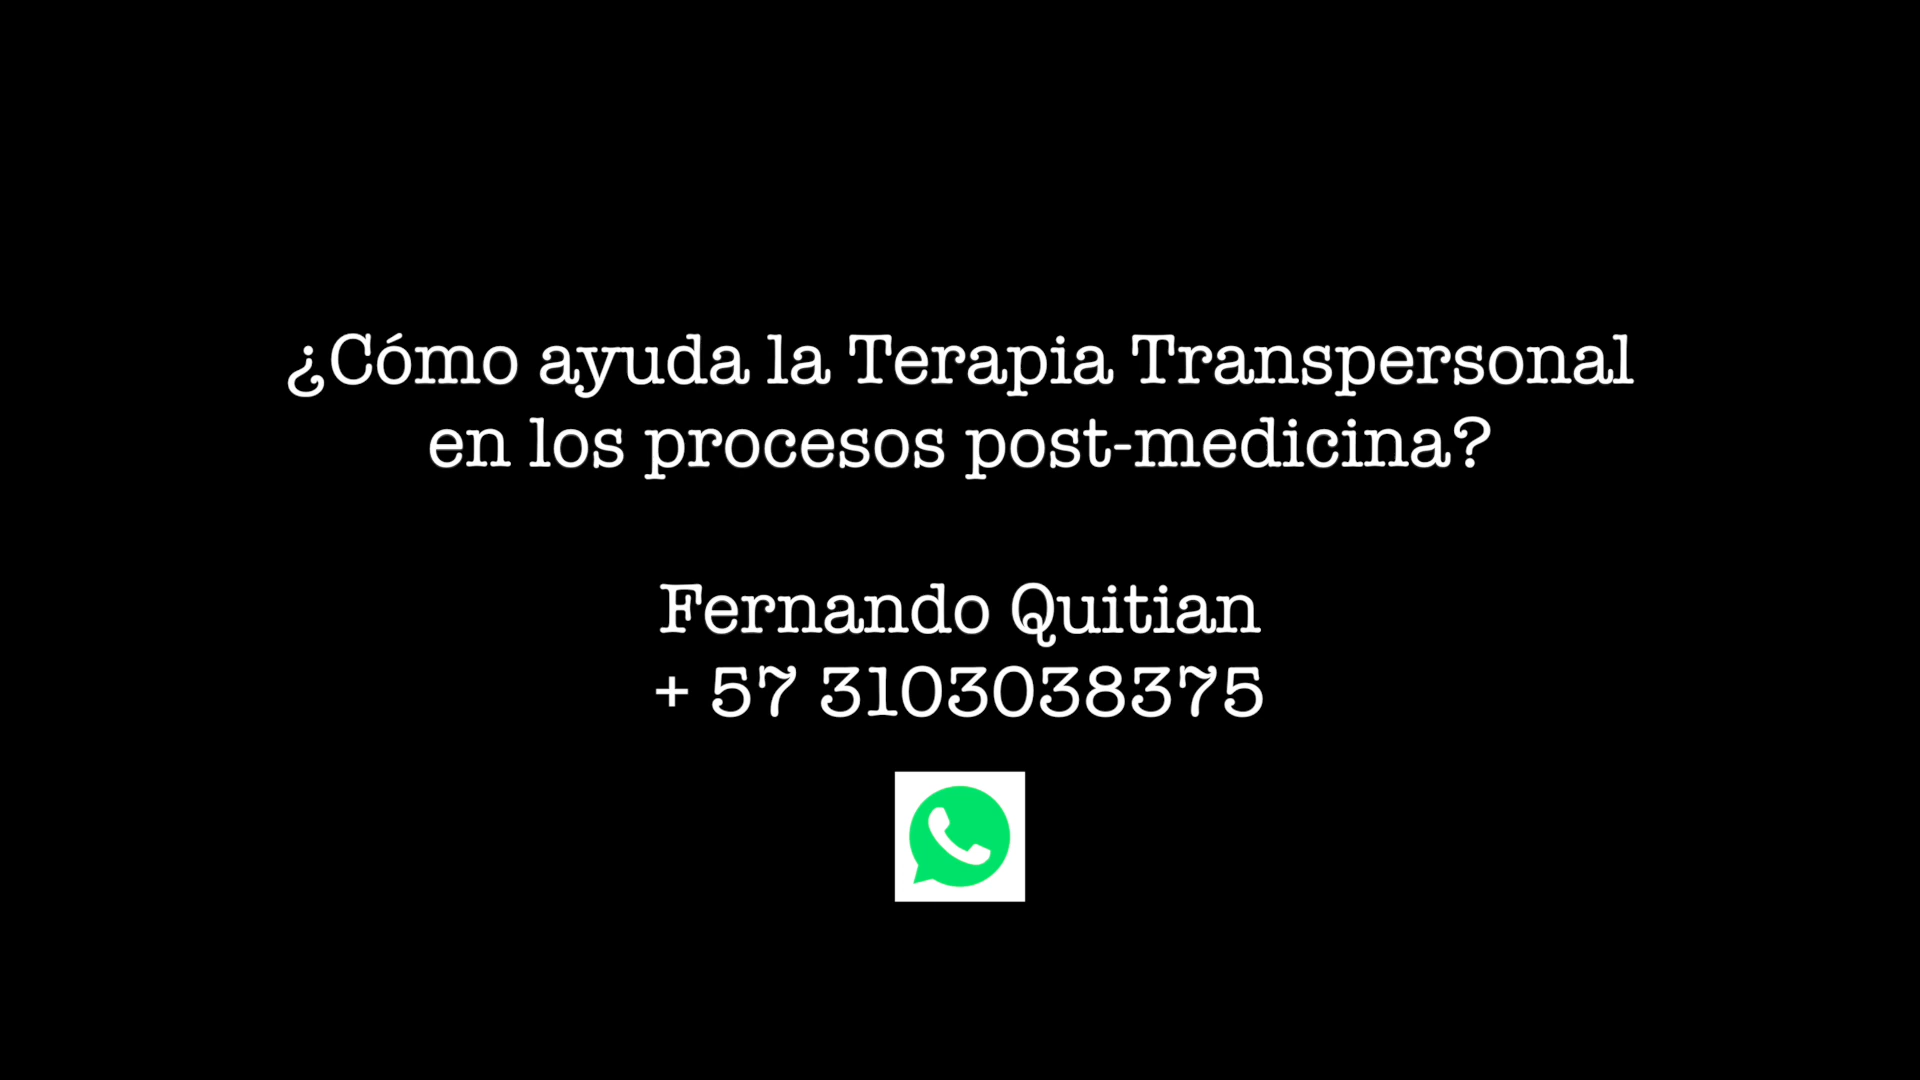 ¿Cómo ayuda la Terapia Transpersonal
en los procesos post-medicina?
Fernando Quitian
+ 57 3103038375